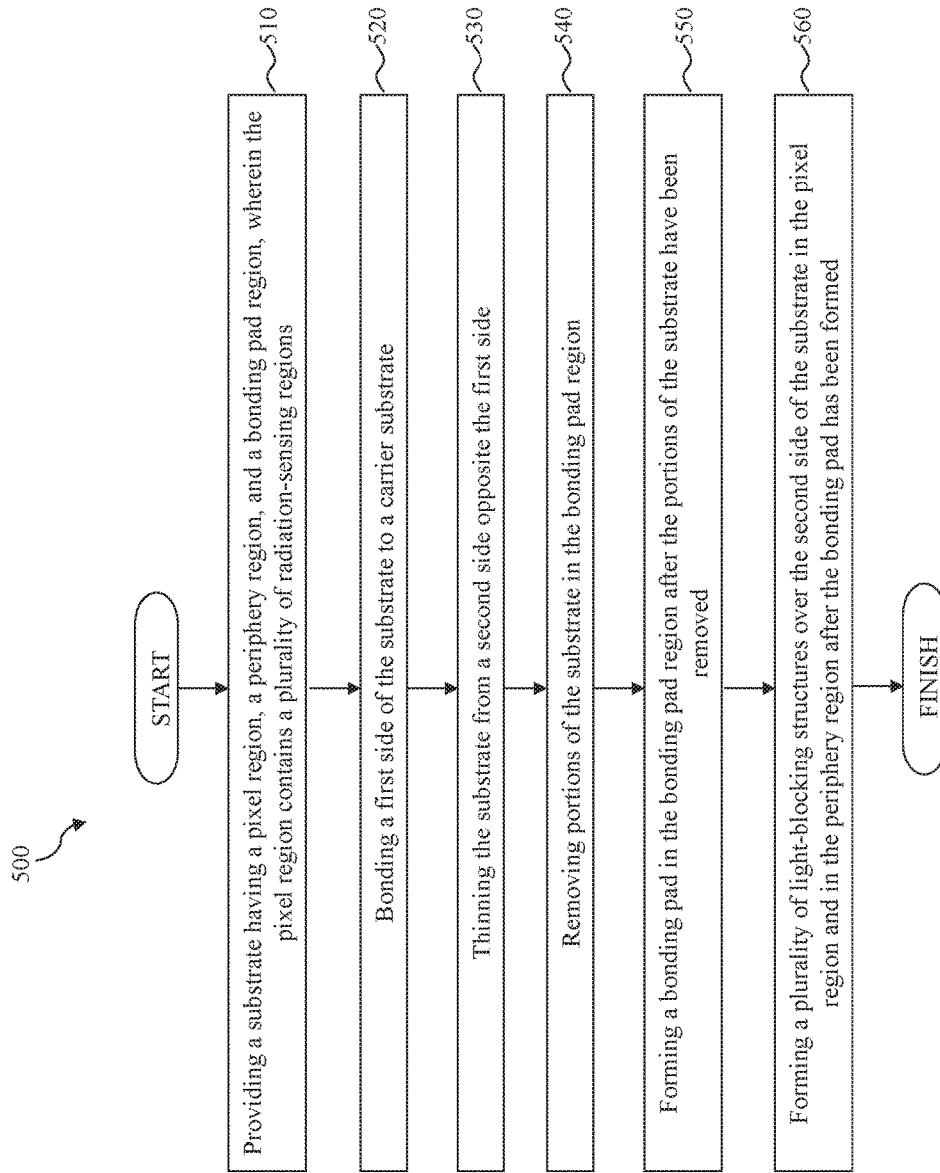 500
START
Providing a substrate having a pixel region, a periphery region, and a bonding pad region, wherein the
pixel region contains a plurality of radiation-sensing regions
510
Bonding a first side of the substrate to a carrier substrate
520
Thinning the substrate from a second side opposite the first side
530
Removing portions of the substrate in the bonding pad region
540
Forming a bonding pad in the bonding pad region after the portions of the substrate have been
removed
550
Forming a plurality of light-blocking structures over the second side of the substrate in the pixel
region and in the periphery region after the bonding pad has been formed
560
FINISH